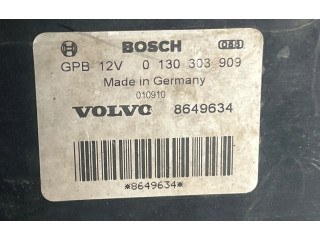 BOSCH
GPB 12V 0 130 303 909
Made in Germany
010910
VOLVO 8649634
*8649634*